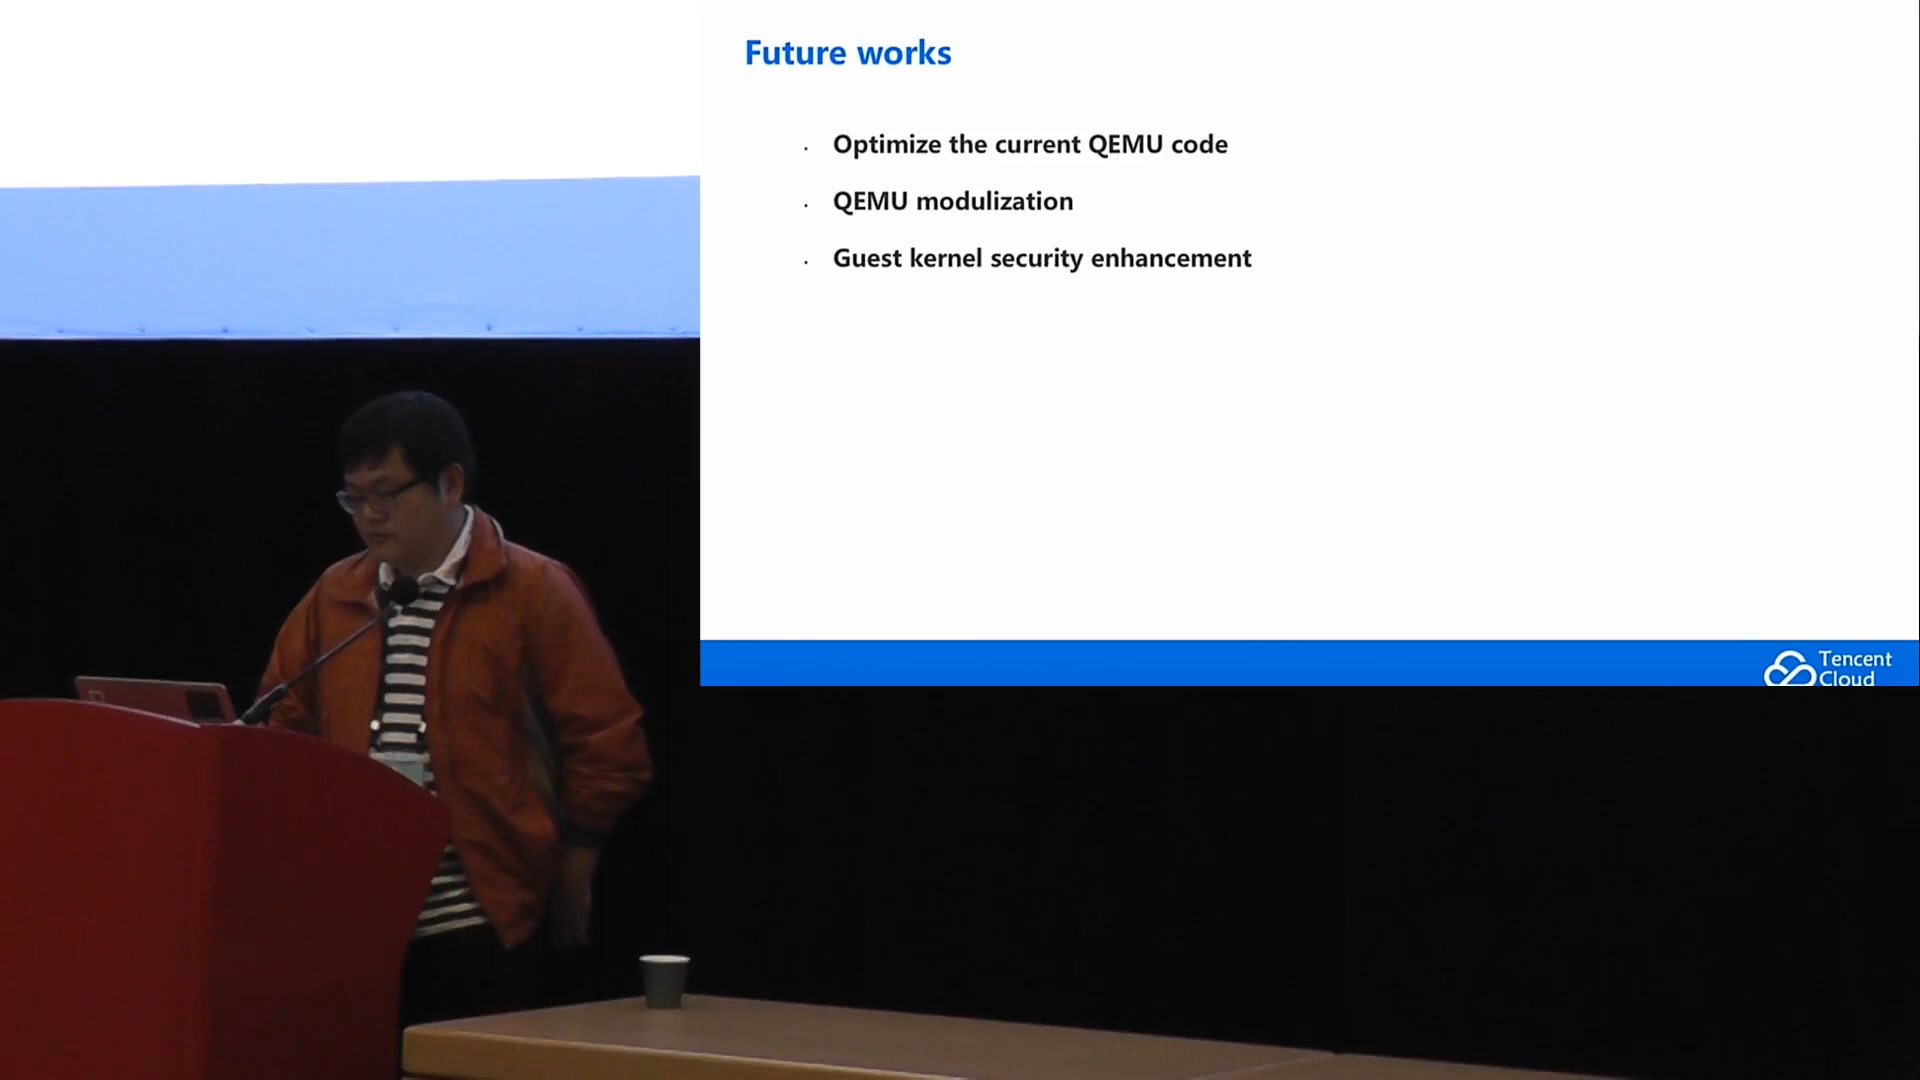 Future works
· Optimize the current QEMU code
· QEMU modulization
· Guest kernel security enhancement
Tencent
Cloud